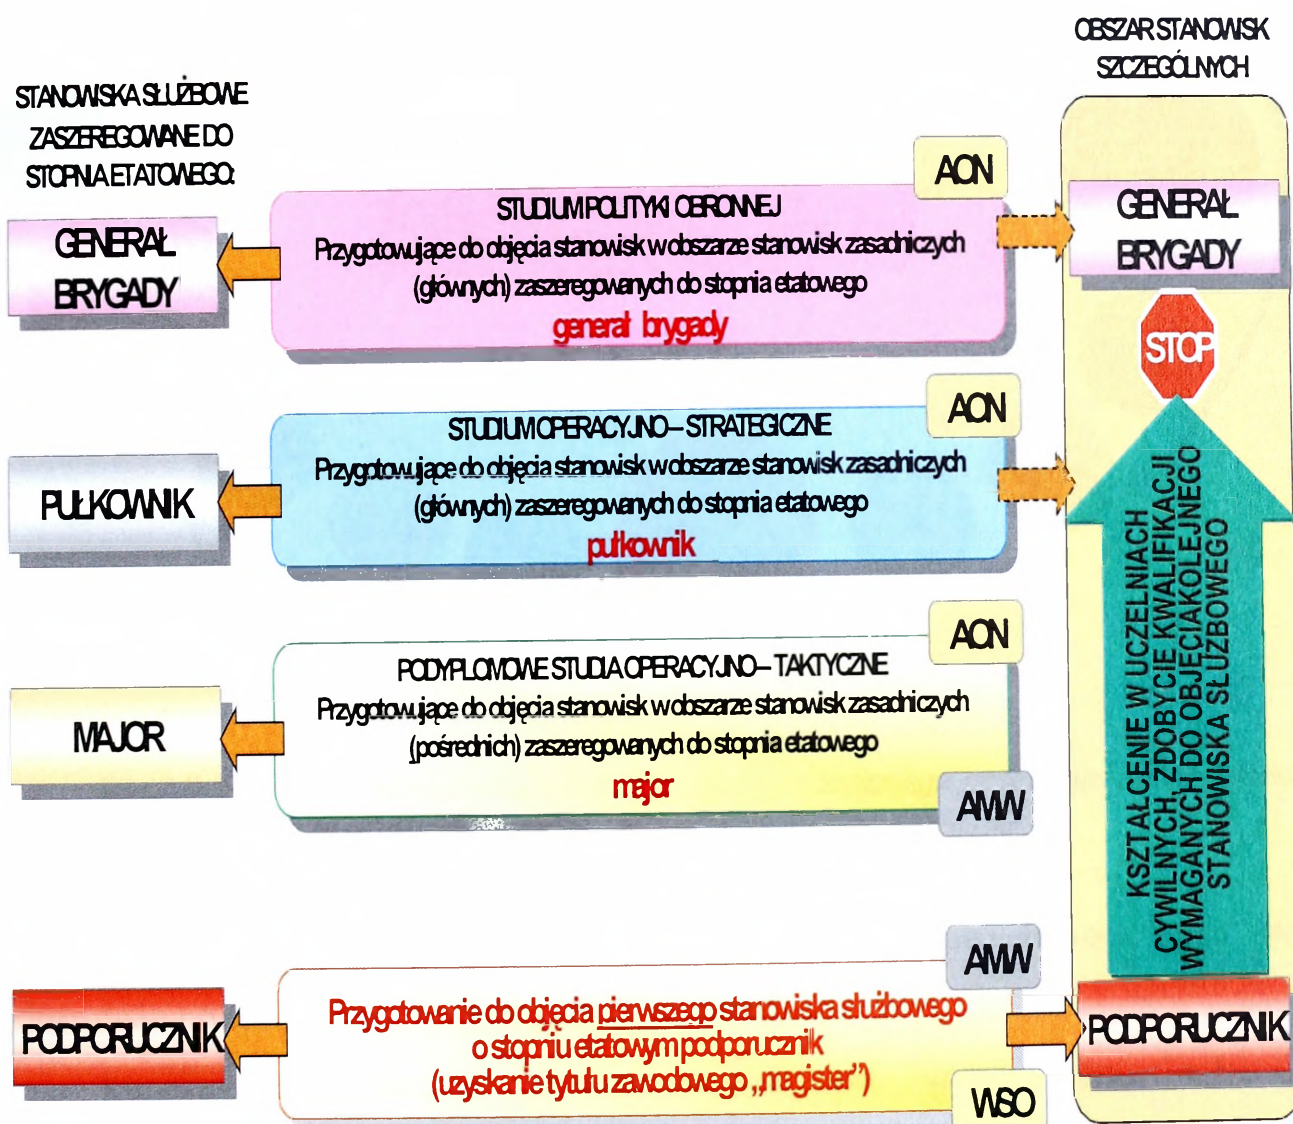 OBSZAR STANOWISK
SZCZEGÓLNYCH
STANOWISKA SŁUŻBOWE
ZASZEREGOWANE DO
STOPNIA ETATOWEGO:
AON
STUDIUM POLITYKI OBRONNEJ
Przygotowujące do objęcia stanowisk w obszarze stanowisk zasadniczych
(głównych) zaszeregowanych do stopnia etatowego
generał brygady
GENERAŁ
BRYGADY
GENERAŁ
BRYGADY
STOP
AON
STUDIUM OPERACYJNO – STRATEGICZNE
Przygotowujące do objęcia stanowisk w obszarze stanowisk zasadniczych
(głównych) zaszeregowanych do stopnia etatowego
pułkownik
PUŁKOWNIK
AON
PODYPLOMOWE STUDIA OPERACYJNO – TAKTYCZNE
Przygotowujące do objęcia stanowisk w obszarze stanowisk zasadniczych
(pośrednich) zaszeregowanych do stopnia etatowego
major
MAJOR
AMW
KSZTAŁCENIE W UCZELNIACH
CYWILNYCH, ZDOBYCIE KWALIFIKACJI
WYMAGANYCH DO OBJĘCIA KOLEJNEGO
STANOWISKA SŁUŻBOWEGO
AMW
Przygotowanie do objęcia pierwszego stanowiska służbowego
o stopniu etatowym podporucznik
(uzyskanie tytułu zawodowego „magister”)
PODPORUCZNIK
PODPORUCZNIK
WSO